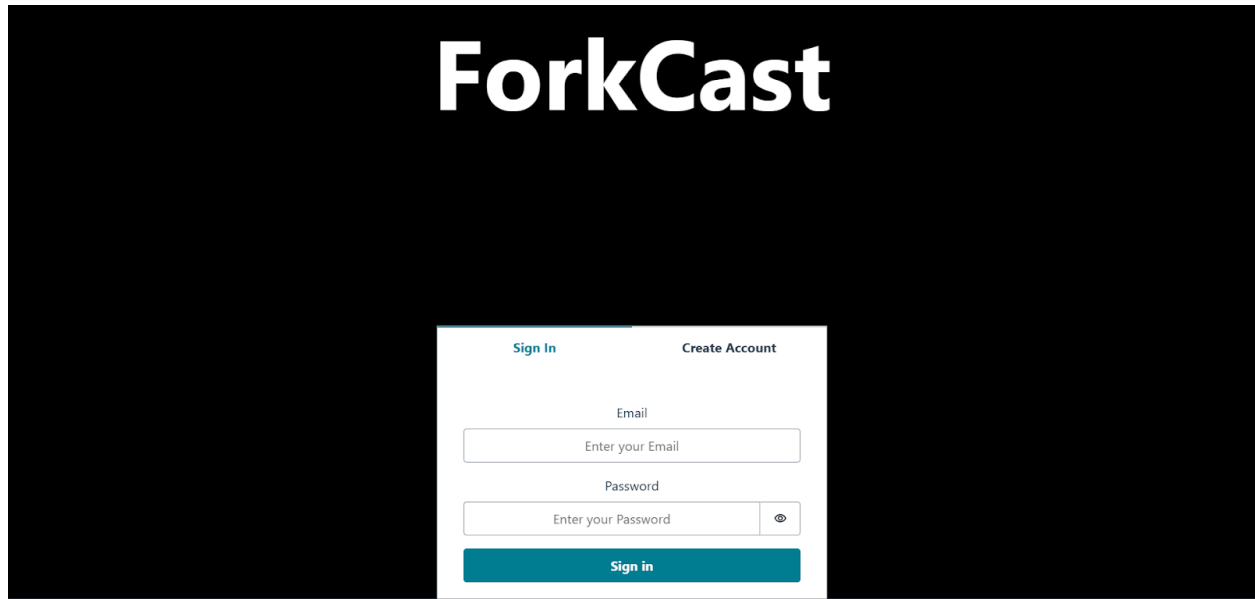 ForkCast
Sign In Create Account
Email
Enter your Email
Password
Enter your Password
Sign in